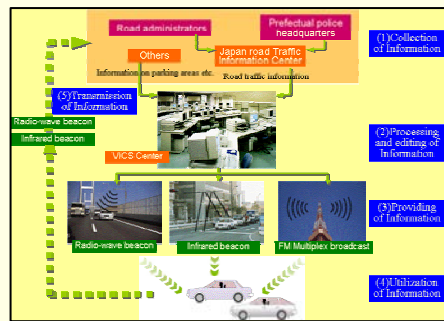 Road administrators
Prefectual police
headquarters
(1)Collection
of Information
Others
Japan road Traffic
Information Center
Information on parking areas etc.
Road traffic information
(5)Transmission
of Information
Radio-wave beacon
Infrared beacon
(2)Processing
and editing of
Information
VICS Center
(3)Providing
of Information
Radio-wave beacon
Infrared beacon
FM Multiplex broadcast
(4)Utilization
of Information